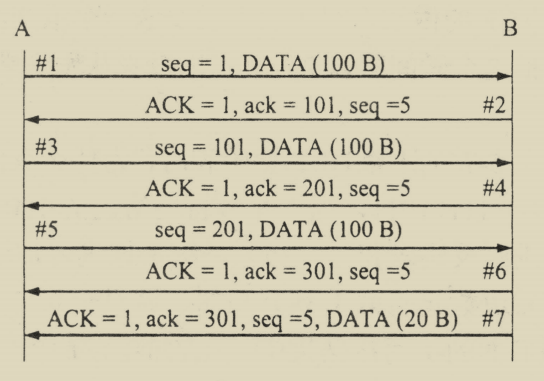 A B
#1 seq = 1, DATA (100 B)
ACK = 1, ack = 101, seq =5 #2
#3 seq = 101, DATA (100 B)
ACK = 1, ack = 201, seq =5 #4
#5 seq = 201, DATA (100 B)
ACK = 1, ack = 301, seq =5 #6
ACK = 1, ack = 301, seq =5, DATA (20 B) #7